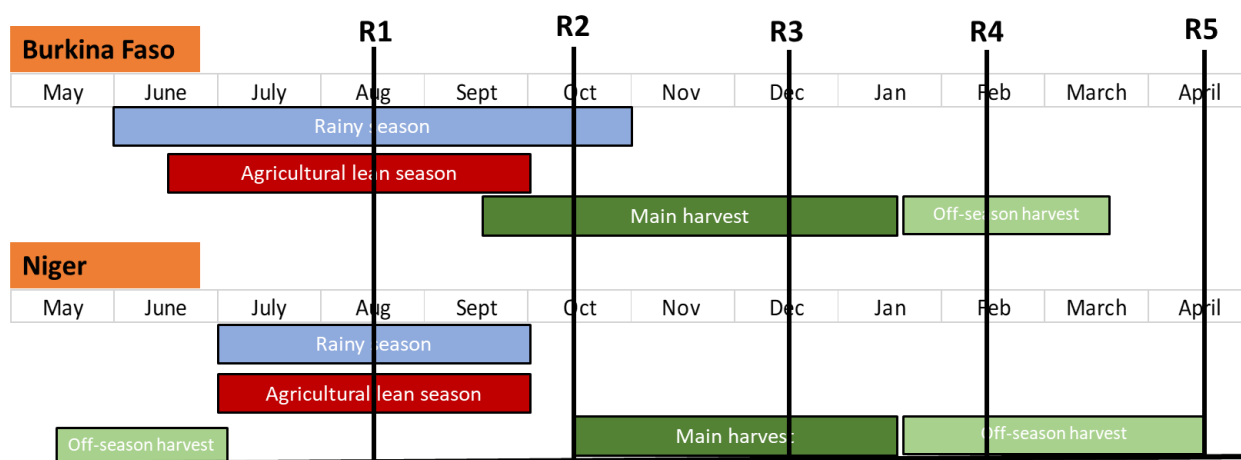 R1 R2 R3 R4 R5
Burkina Faso
May June July Aug Sept Oct Nov Dec Jan Feb March April
Rainy season
Agricultural lean season
Main harvest Off-season harvest
Niger
May June July Aug Sept Oct Nov Dec Jan Feb March April
Rainy season
Agricultural lean season
Off-season harvest Main harvest Off-season harvest